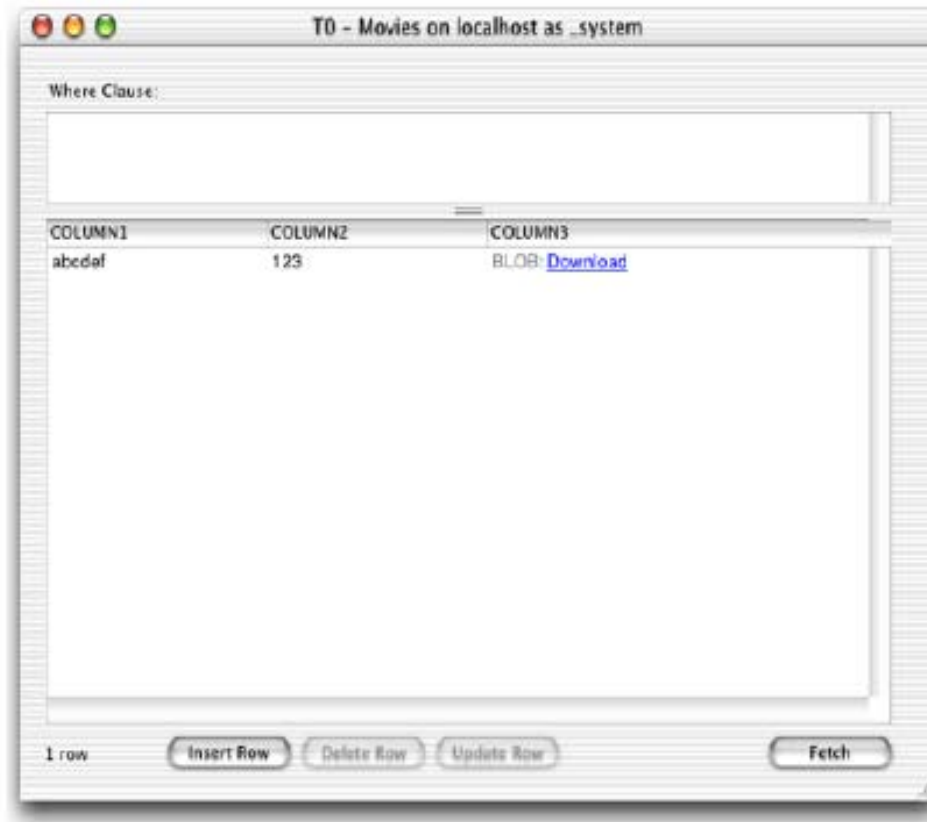 T0 - Movies on localhost as _system
Where Clause:
COLUMN1 COLUMN2 COLUMN3
abcdef 123 BLOB: Download
1 row Insert Row Delete Row Update Row Fetch